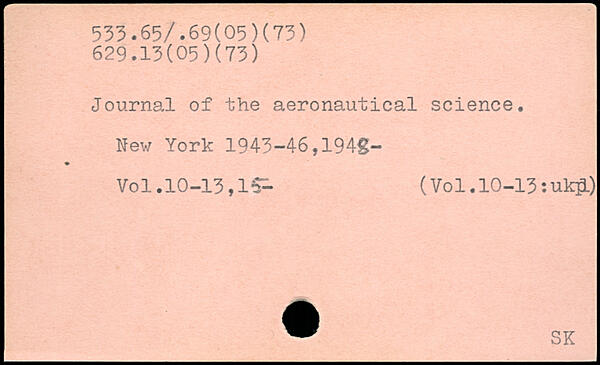 533.65/.69(05)(73)
629.13(05)(73)
Journal of the aeronautical science.
New York 1943-46,1948-
Vol.10-13,15- (Vol.10-13:ukpl)
SK